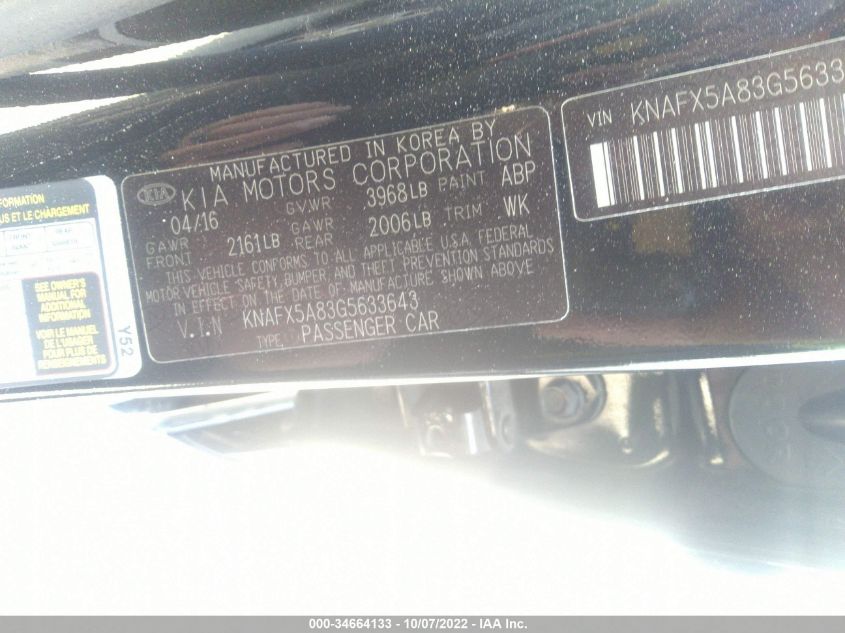 MANUFACTURED IN KOREA BY
KIA KIA MOTORS CORPORATION
04/16 GVWR 3968LB PAINT ABP
GAWR FRONT 2161LB GAWR REAR 2006LB TRIM WK
THIS VEHICLE CONFORMS TO ALL APPLICABLE U.S.A. FEDERAL
MOTOR VEHICLE SAFETY, BUMPER, AND THEFT PREVENTION STANDARDS
IN EFFECT ON THE DATE OF MANUFACTURE SHOWN ABOVE
V.I.N KNAFX5A83G5633643
TYPE PASSENGER CAR
VIN KNAFX5A83G5633
FORMATION
US ET LE CHARGEMENT
FRONT
REAR
SEE OWNER'S
MANUAL FOR
ADDITIONAL
INFORMATION
VOIR LE MANUEL
DE L'USAGER
POUR PLUS DE
RENSEIGNEMENTS
Y52
000-34664133 - 10/07/2022 - IAA Inc.